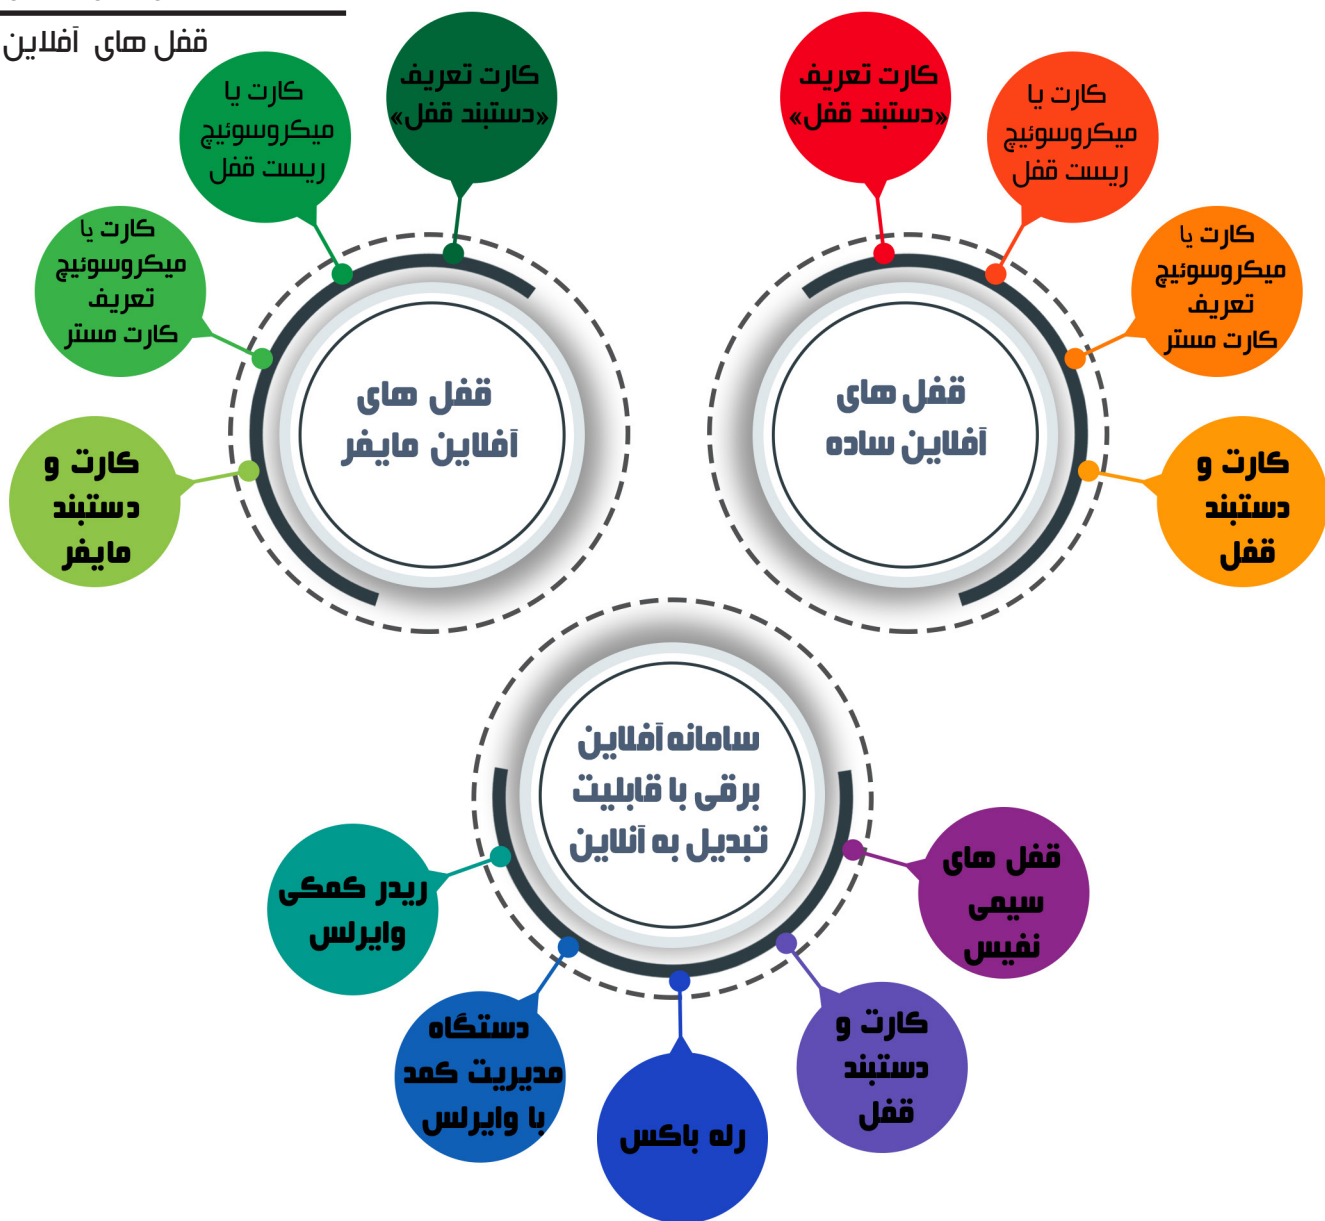 قفل های آفلاین
کارت تعریف
«دستبند قفل»
کارت یا
میکروسوئیچ
ریست قفل
کارت یا
میکروسوئیچ
تعریف
کارت مستر
کارت و
دستبند
قفل
قفل های
آفلاین ساده
کارت تعریف
«دستبند قفل»
کارت یا
میکروسوئیچ
ریست قفل
کارت یا
میکروسوئیچ
تعریف
کارت مستر
کارت و
دستبند
مایفر
قفل های
آفلاین مایفر
سامانه آفلاین
برقی با قابلیت
تبدیل به آنلاین
قفل های
سیمی
نفیس
کارت و
دستبند
قفل
رله باکس
دستگاه
مدیریت کمد
با وایرلس
ریدر کمکی
وایرلس